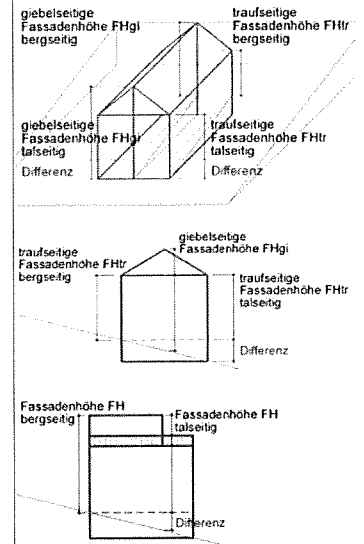 giebelseitige
Fassadenhöhe FHgi
bergseitig
traufseitige
Fassadenhöhe FHtr
bergseitig
giebelseitige
Fassadenhöhe FHgi
talseitig
Differenz
traufseitige
Fassadenhöhe FHtr
talseitig
Differenz
giebelseitige
Fassadenhöhe FHgi
traufseitige
Fassadenhöhe FHtr
bergseitig
traufseitige
Fassadenhöhe FHtr
talseitig
Differenz
Fassadenhöhe FH
bergseitig
Fassadenhöhe FH
talseitig
Differenz